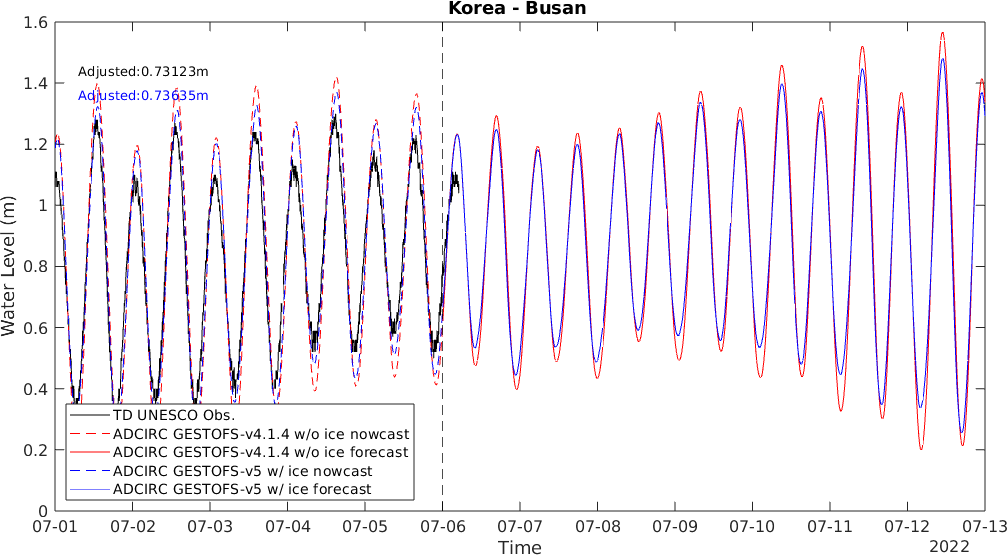 Korea - Busan
1.6
1.4
1.2
1
0.8
0.6
0.4
0.2
0
Water Level (m)
Adjusted:0.73123m
Adjusted:0.73635m
TD UNESCO Obs.
ADCIRC GESTOFS-v4.1.4 w/o ice nowcast
ADCIRC GESTOFS-v4.1.4 w/o ice forecast
ADCIRC GESTOFS-v5 w/ ice nowcast
ADCIRC GESTOFS-v5 w/ ice forecast
07-01 07-02 07-03 07-04 07-05 07-06 07-07 07-08 07-09 07-10 07-11 07-12 07-13
Time
2022